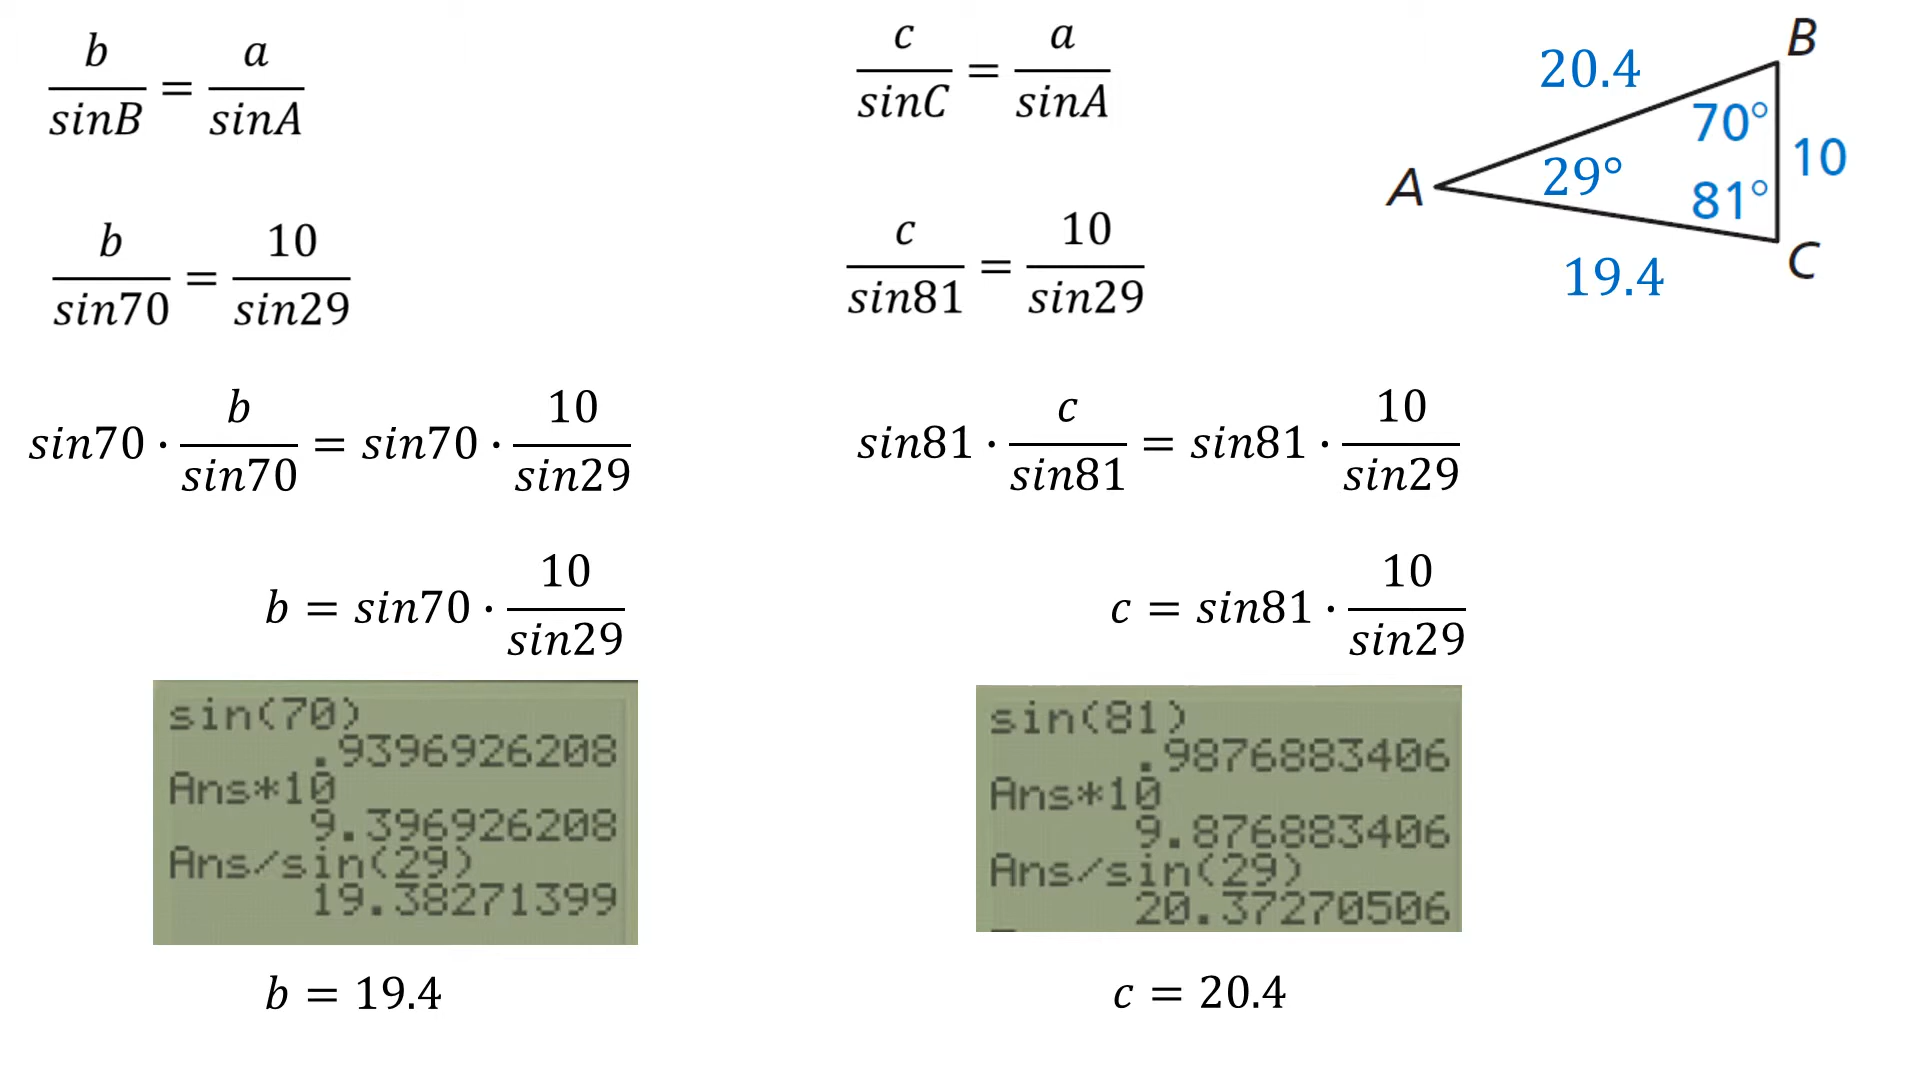 b/sinB = a/sinA
b/sin70 = 10/sin29
sin70 · b/sin70 = sin70 · 10/sin29
b = sin70 · 10/sin29
sin(70)
.9396926208
Ans*10
9.396926208
Ans/sin(29)
19.38271399
b = 19.4
c/sinC = a/sinA
c/sin81 = 10/sin29
sin81 · c/sin81 = sin81 · 10/sin29
c = sin81 · 10/sin29
sin(81)
.9876883406
Ans*10
9.876883406
Ans/sin(29)
20.37270506
c = 20.4
B
20.4
70°
10
29°
A
81°
C
19.4